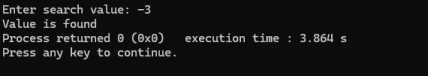 Enter search value: -3
Value is found
Process returned 0 (0x0)   execution time : 3.864 s
Press any key to continue.